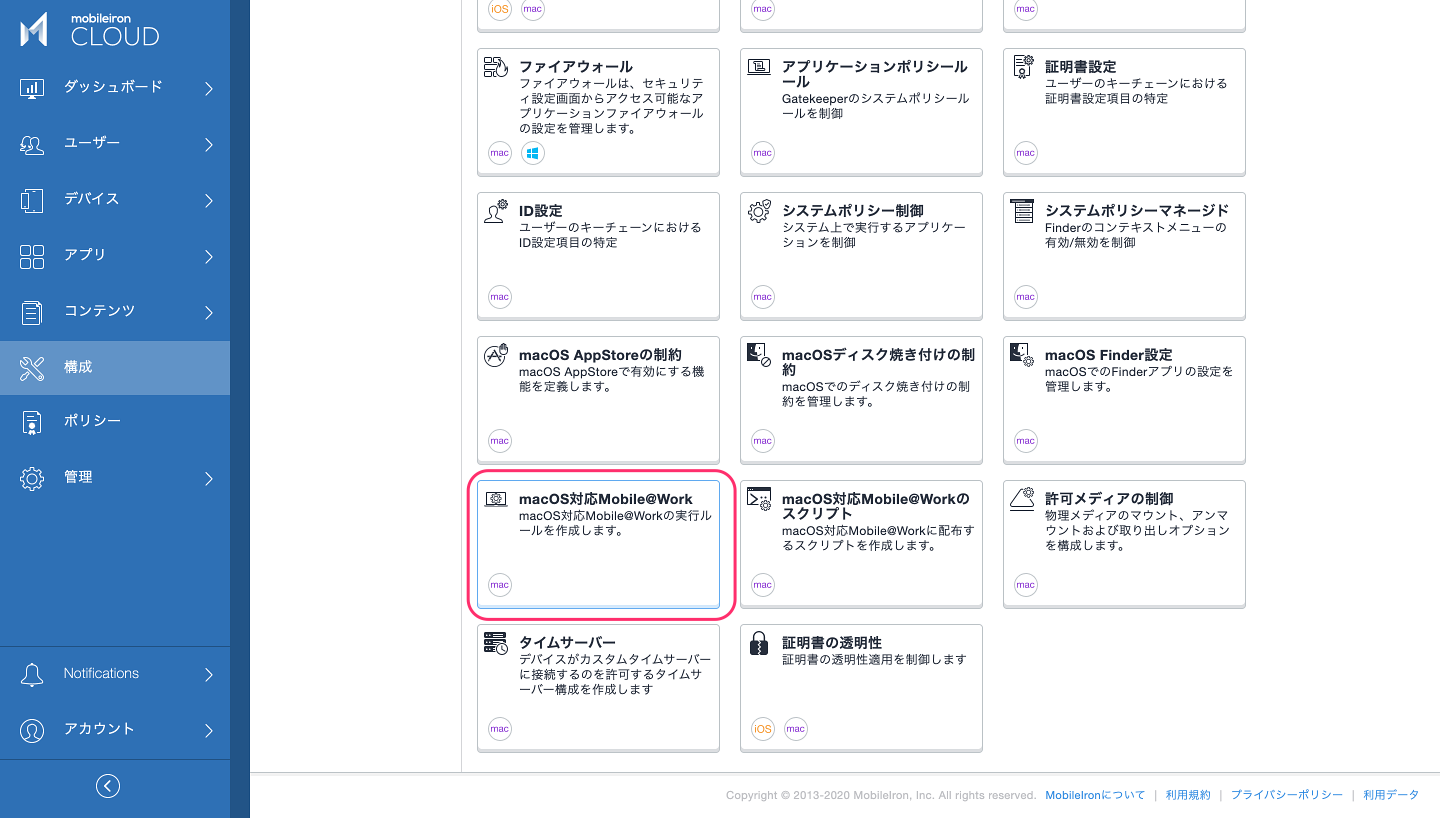 mobileiron
CLOUD
ダッシュボード
ユーザー
デバイス
アプリ
コンテンツ
構成
ポリシー
管理
Notifications
アカウント
iOS mac
mac
mac
ファイアウォール
ファイアウォールは、セキュリテ
ィ設定画面からアクセス可能なア
プリケーションファイアウォール
の設定を管理します。
mac
アプリケーションポリシール
ール
Gatekeeperのシステムポリシール
ールを制御
mac
証明書設定
ユーザーのキーチェーンにおける
証明書設定項目の特定
mac
ID設定
ユーザーのキーチェーンにおける
ID設定項目の特定
mac
システムポリシー制御
システム上で実行するアプリケー
ションを制御
mac
システムポリシーマネージド
Finderのコンテキストメニューの
有効/無効を制御
mac
macOS AppStoreの制約
macOS AppStoreで有効にする機
能を定義します。
mac
macOSディスク焼き付けの制
約
macOSでのディスク焼き付けの制
約を管理します。
mac
macOS Finder設定
macOSでのFinderアプリの設定を
管理します。
mac
macOS対応Mobile@Work
macOS対応Mobile@Workの実行ル
ールを作成します。
mac
macOS対応Mobile@Workの
スクリプト
macOS対応Mobile@Workに配布す
るスクリプトを作成します。
mac
許可メディアの制御
物理メディアのマウント、アンマ
ウントおよび取り出しオプション
を構成します。
mac
タイムサーバー
デバイスがカスタムタイムサーバー
に接続するのを許可するタイムサ
ーバー構成を作成します
mac
証明書の透明性
証明書の透明性適用を制御します
iOS mac
Copyright © 2013-2020 MobileIron, Inc. All rights reserved. MobileIronについて | 利用規約 | プライバシーポリシー | 利用データ